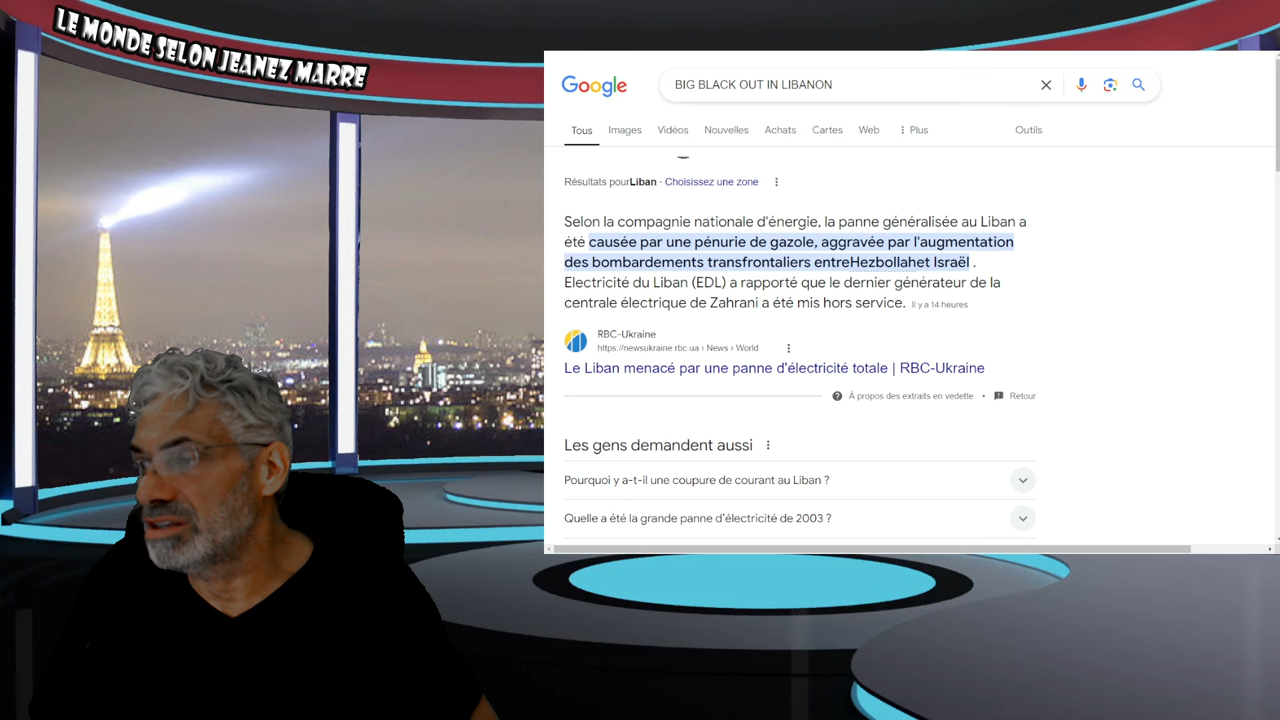 LE MONDE SELON JEANEZ MARRE
Google
BIG BLACK OUT IN LIBANON
Tous Images Vidéos Nouvelles Achats Cartes Web Plus Outils
Résultats pourLiban · Choisissez une zone
Selon la compagnie nationale d'énergie, la panne généralisée au Liban a
été causée par une pénurie de gazole, aggravée par l'augmentation
des bombardements transfrontaliers entreHezbollahet Israël .
Electricité du Liban (EDL) a rapporté que le dernier générateur de la
centrale électrique de Zahrani a été mis hors service. Il y a 14 heures
RBC-Ukraine
https://newsukraine.rbc.ua › News › World
Le Liban menacé par une panne d'électricité totale | RBC-Ukraine
À propos des extraits en vedette • Retour
Les gens demandent aussi
Pourquoi y a-t-il une coupure de courant au Liban ?
Quelle a été la grande panne d'électricité de 2003 ?